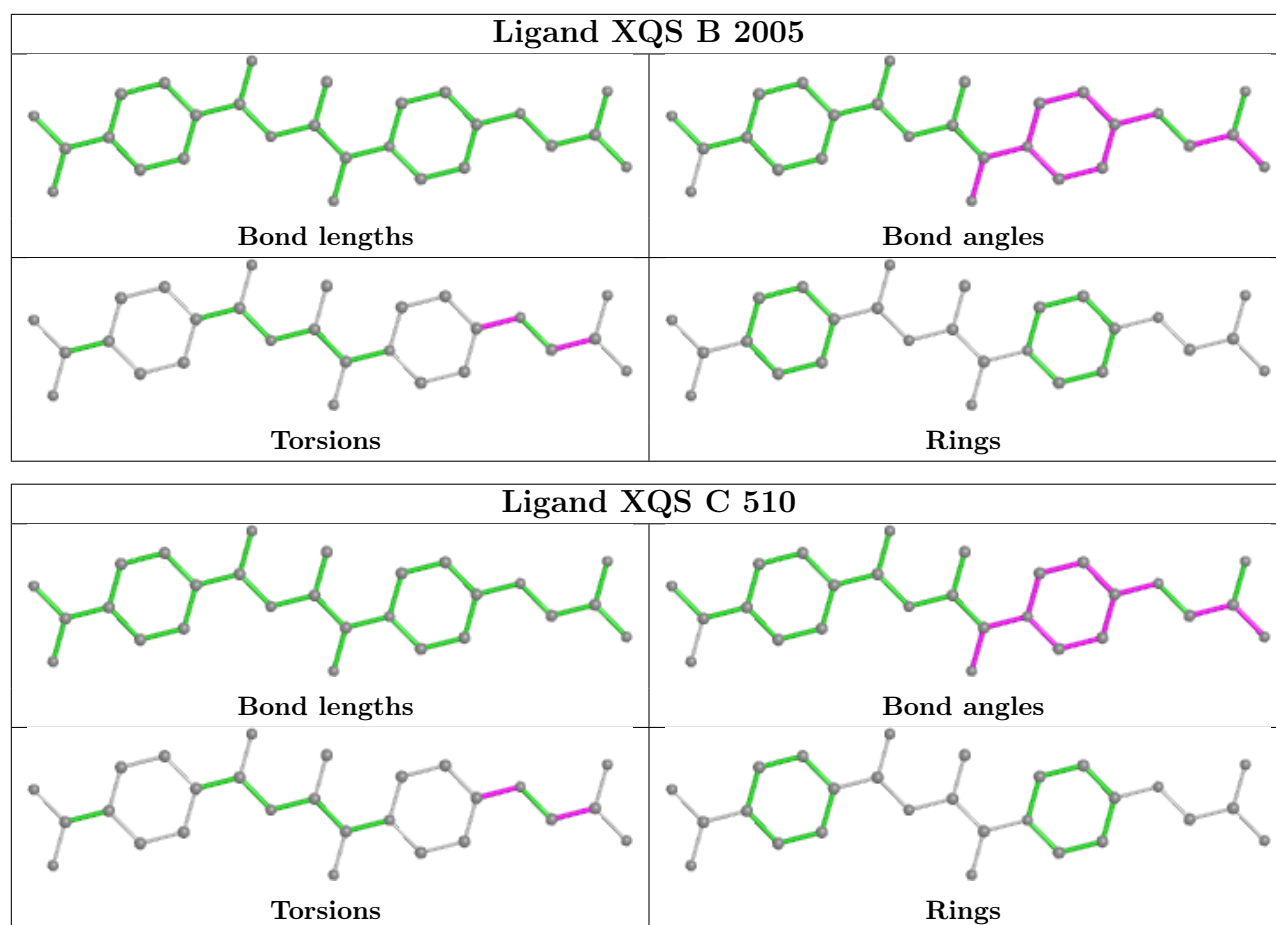 Ligand XQS B 2005
Bond lengths
Bond angles
Torsions
Rings
Ligand XQS C 510
Bond lengths
Bond angles
Torsions
Rings